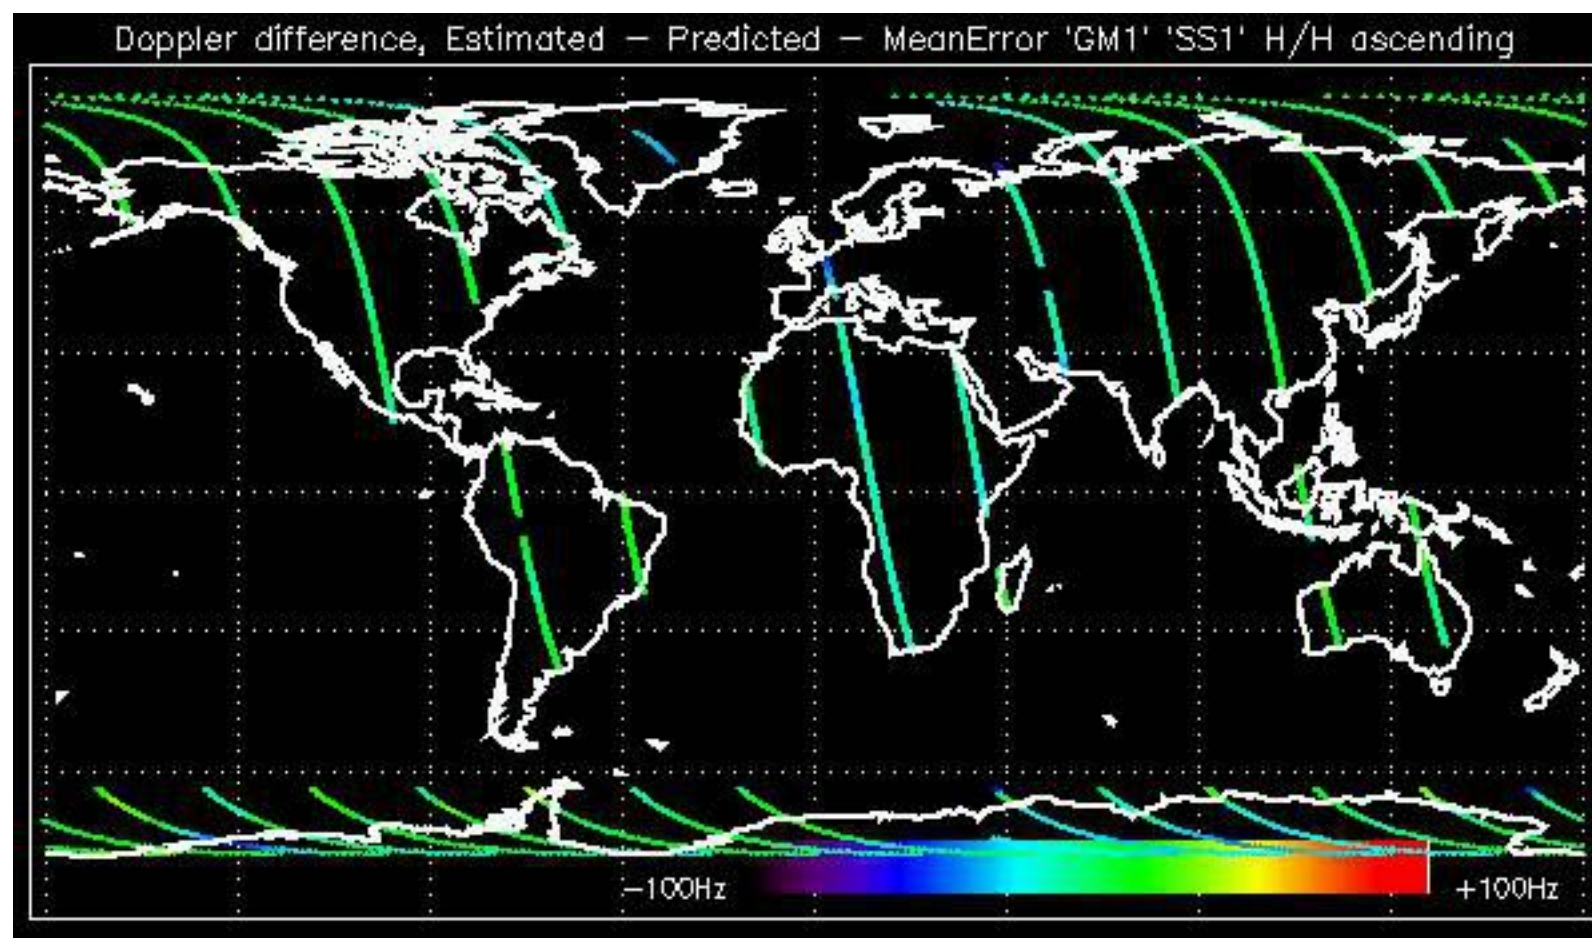 Doppler difference, Estimated – Predicted – MeanError 'GM1' 'SS1' H/H ascending
-100Hz +100Hz